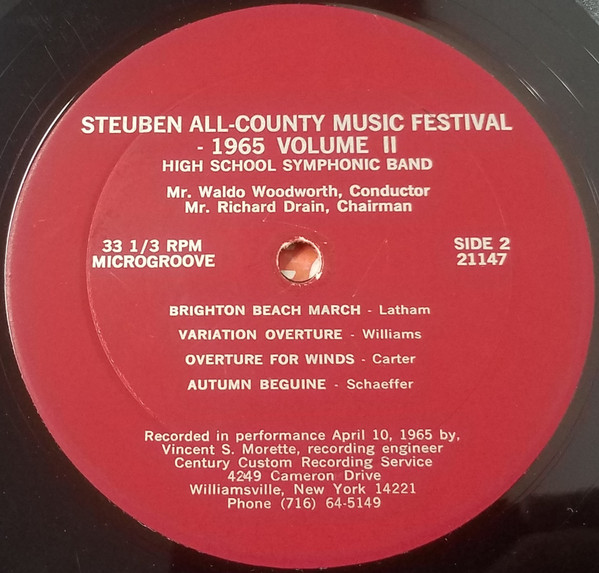 STEUBEN ALL-COUNTY MUSIC FESTIVAL
- 1965 VOLUME II
HIGH SCHOOL SYMPHONIC BAND
Mr. Waldo Woodworth, Conductor
Mr. Richard Drain, Chairman
33 1/3 RPM
MICROGROOVE
SIDE 2
21147
BRIGHTON BEACH MARCH - Latham
VARIATION OVERTURE - Williams
OVERTURE FOR WINDS - Carter
AUTUMN BEGUINE - Schaeffer
Recorded in performance April 10, 1965 by,
Vincent S. Morette, recording engineer
Century Custom Recording Service
4249 Cameron Drive
Williamsville, New York 14221
Phone (716) 64-5149